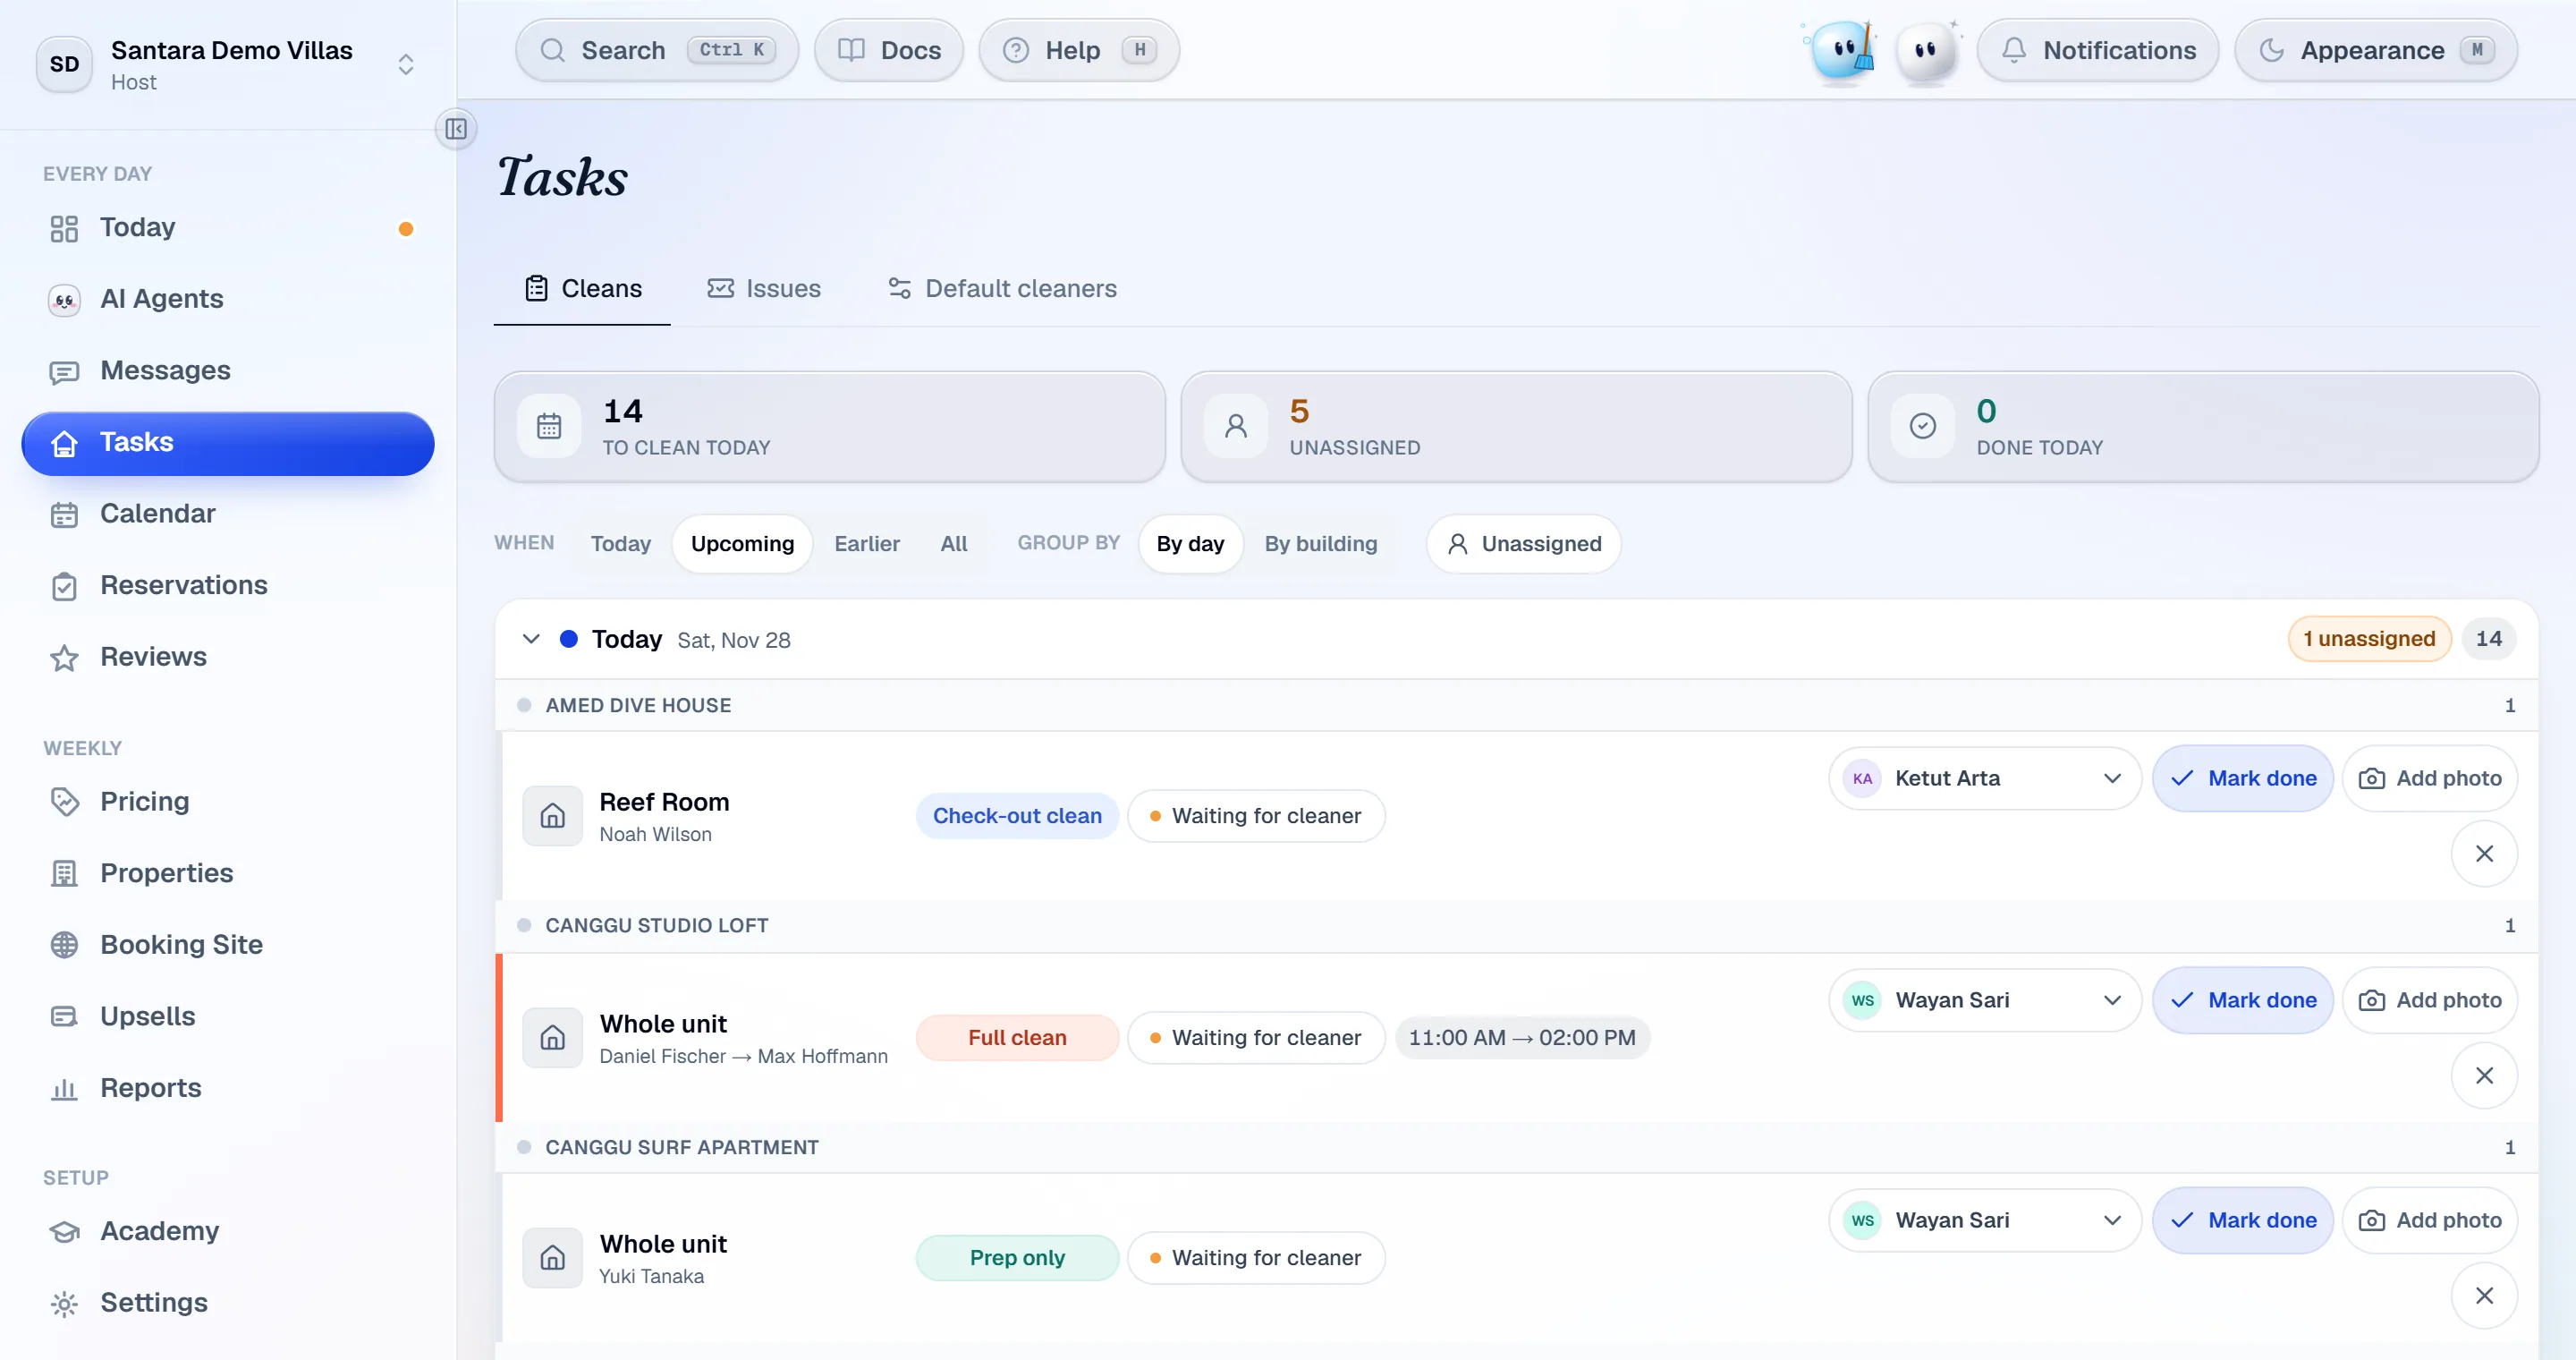 SD
Santara Demo Villas
Host
Search Ctrl K
Docs
Help H
Notifications
Appearance M
EVERY DAY
Today
AI Agents
Messages
Tasks
Calendar
Reservations
Reviews
WEEKLY
Pricing
Properties
Booking Site
Upsells
Reports
SETUP
Academy
Settings
Tasks
Cleans
Issues
Default cleaners
14
TO CLEAN TODAY
5
UNASSIGNED
0
DONE TODAY
WHEN Today Upcoming Earlier All GROUP BY By day By building Unassigned
Today Sat, Nov 28 1 unassigned 14
AMED DIVE HOUSE 1
Reef Room
Noah Wilson
Check-out clean Waiting for cleaner
KA Ketut Arta Mark done Add photo
CANGGU STUDIO LOFT 1
Whole unit
Daniel Fischer → Max Hoffmann
Full clean Waiting for cleaner 11:00 AM → 02:00 PM
WS Wayan Sari Mark done Add photo
CANGGU SURF APARTMENT 1
Whole unit
Yuki Tanaka
Prep only Waiting for cleaner
WS Wayan Sari Mark done Add photo